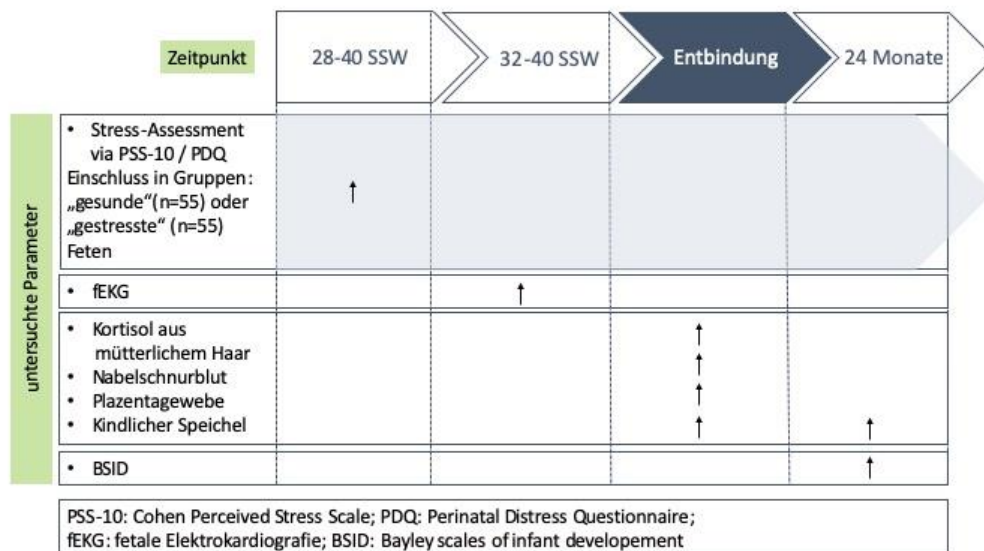 Zeitpunkt
28-40 SSW
32-40 SSW
Entbindung
24 Monate
untersuchte Parameter
• Stress-Assessment
via PSS-10 / PDQ
Einschluss in Gruppen:
„gesunde“(n=55) oder
„gestresste“ (n=55)
Feten
• fEKG
• Kortisol aus
mütterlichem Haar
• Nabelschnurblut
• Plazentagewebe
• Kindlicher Speichel
• BSID
PSS-10: Cohen Perceived Stress Scale; PDQ: Perinatal Distress Questionnaire;
fEKG: fetale Elektrokardiografie; BSID: Bayley scales of infant developement